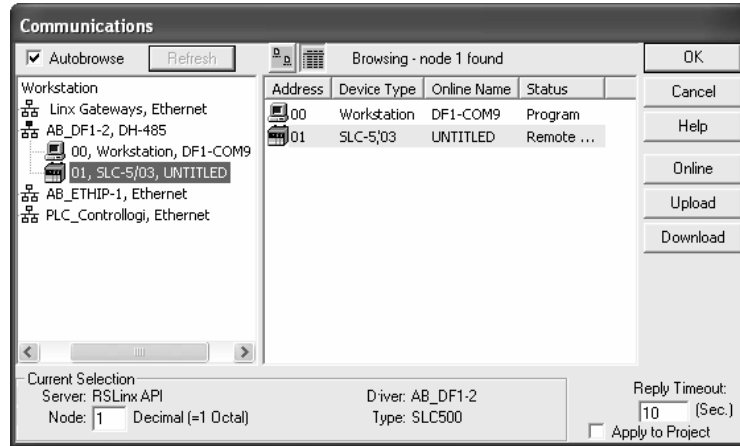 Communications
Autobrowse Refresh Browsing - node 1 found OK
Workstation Address Device Type Online Name Status Cancel
Linx Gateways, Ethernet 00 Workstation DF1-COM9 Program
AB_DF1-2, DH-485 01 SLC-5/03 UNTITLED Remote ... Help
00, Workstation, DF1-COM9
01, SLC-5/03, UNTITLED Online
AB_ETHIP-1, Ethernet Upload
PLC_Controllogi, Ethernet Download
Current Selection
Server: RSLinx API Driver: AB_DF1-2 Reply Timeout:
Node: 1 Decimal (=1 Octal) Type: SLC500 10 (Sec.)
Apply to Project